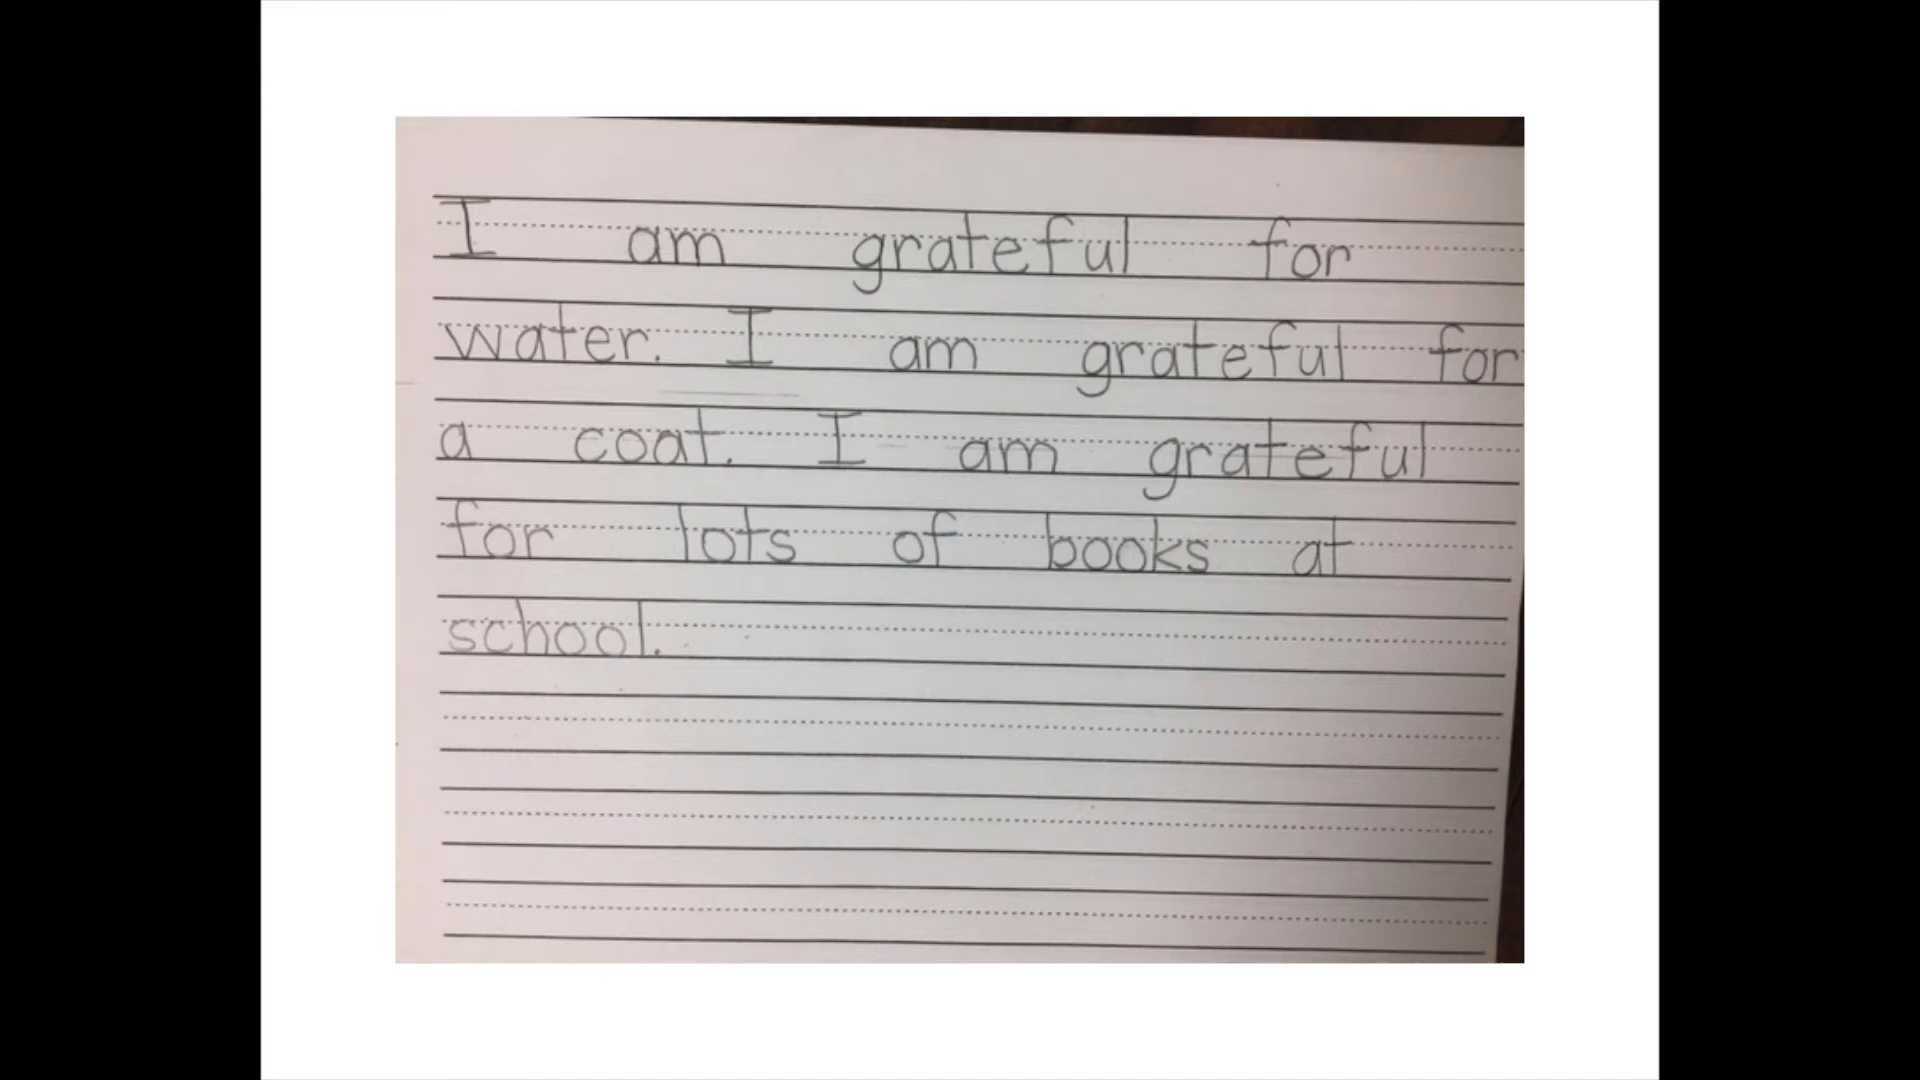 I am grateful for
water. I am grateful for
a coat. I am grateful
for lots of books at
school.